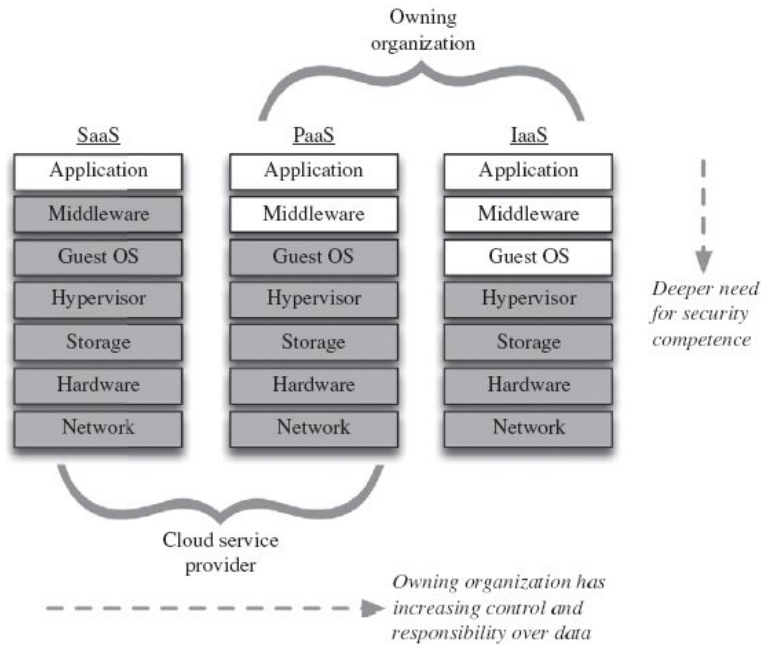 Owning
organization
SaaS
Application
Middleware
Guest OS
Hypervisor
Storage
Hardware
Network
PaaS
Application
Middleware
Guest OS
Hypervisor
Storage
Hardware
Network
IaaS
Application
Middleware
Guest OS
Hypervisor
Storage
Hardware
Network
Deeper need
for security
competence
Cloud service
provider
Owning organization has
increasing control and
responsibility over data